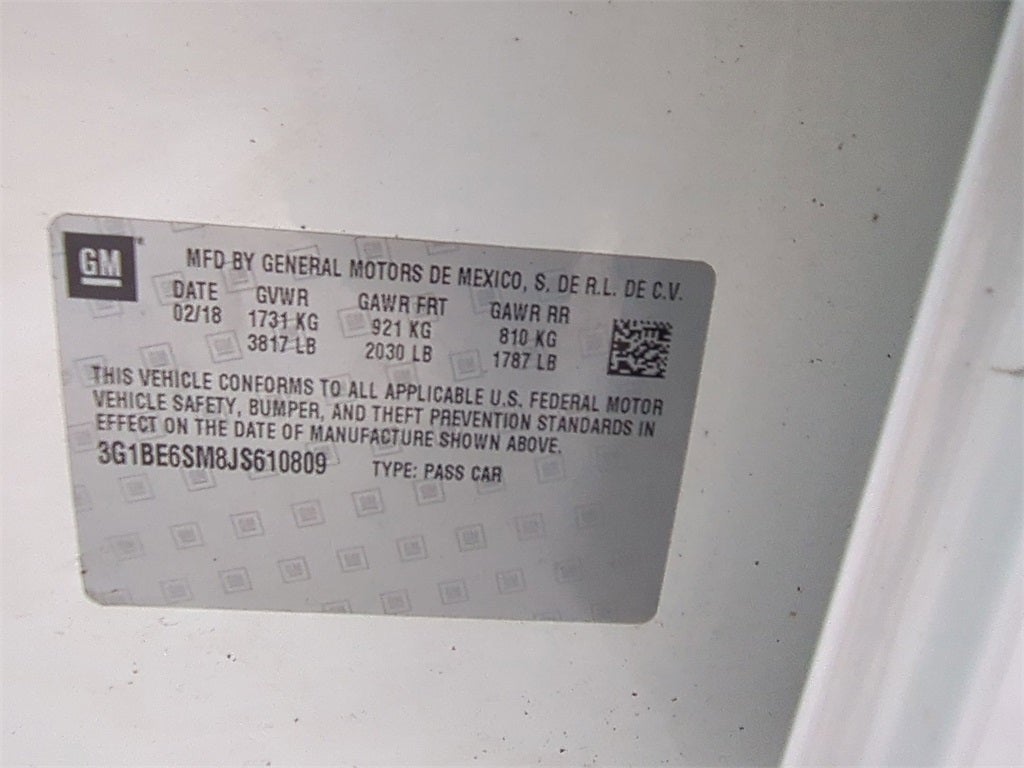 GM
MFD BY GENERAL MOTORS DE MEXICO, S. DE R.L. DE C.V.
DATE GVWR GAWR FRT GAWR RR
02/18 1731 KG 921 KG 810 KG
3817 LB 2030 LB 1787 LB
THIS VEHICLE CONFORMS TO ALL APPLICABLE U.S. FEDERAL MOTOR
VEHICLE SAFETY, BUMPER, AND THEFT PREVENTION STANDARDS IN
EFFECT ON THE DATE OF MANUFACTURE SHOWN ABOVE.
3G1BE6SM8JS610809 TYPE: PASS CAR